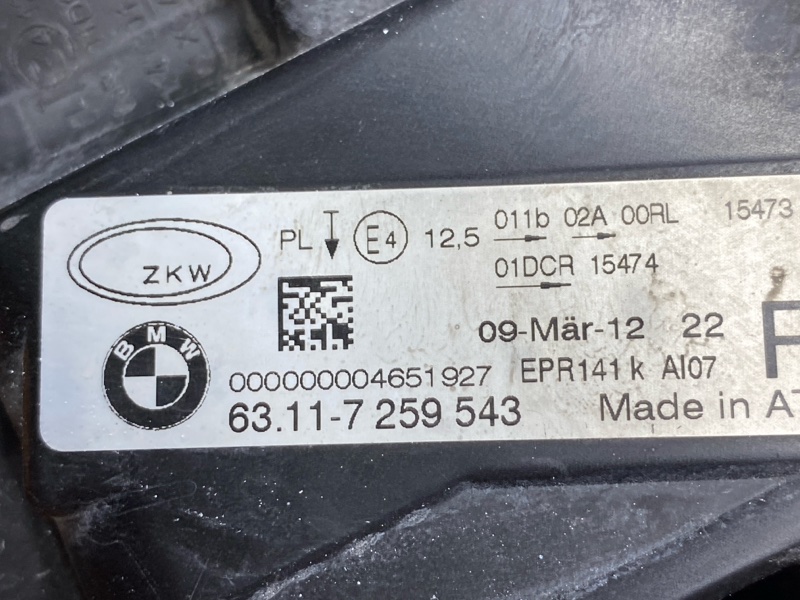 ZKW
PL E4 12,5 011b 02A 00RL 15473
01DCR 15474
09-Mär-12 22
BMW
000000004651927 EPR141 k AI07
63.11-7 259 543 Made in